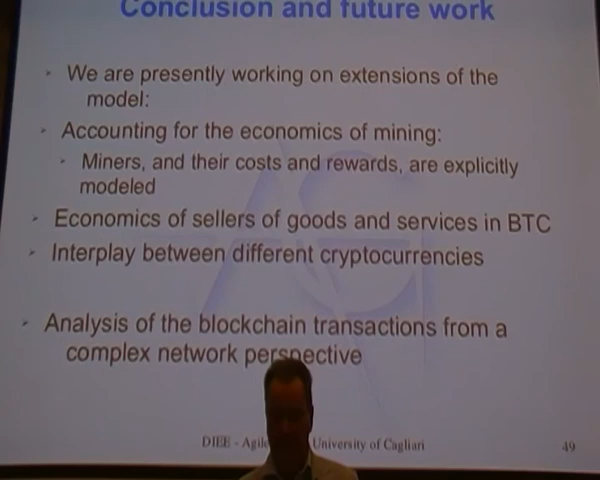 Conclusion and future work
We are presently working on extensions of the
model:
Accounting for the economics of mining:
Miners, and their costs and rewards, are explicitly
modeled
Economics of sellers of goods and services in BTC
Interplay between different cryptocurrencies
Analysis of the blockchain transactions from a
complex network perspective
DIEE - Agile University of Cagliari 49